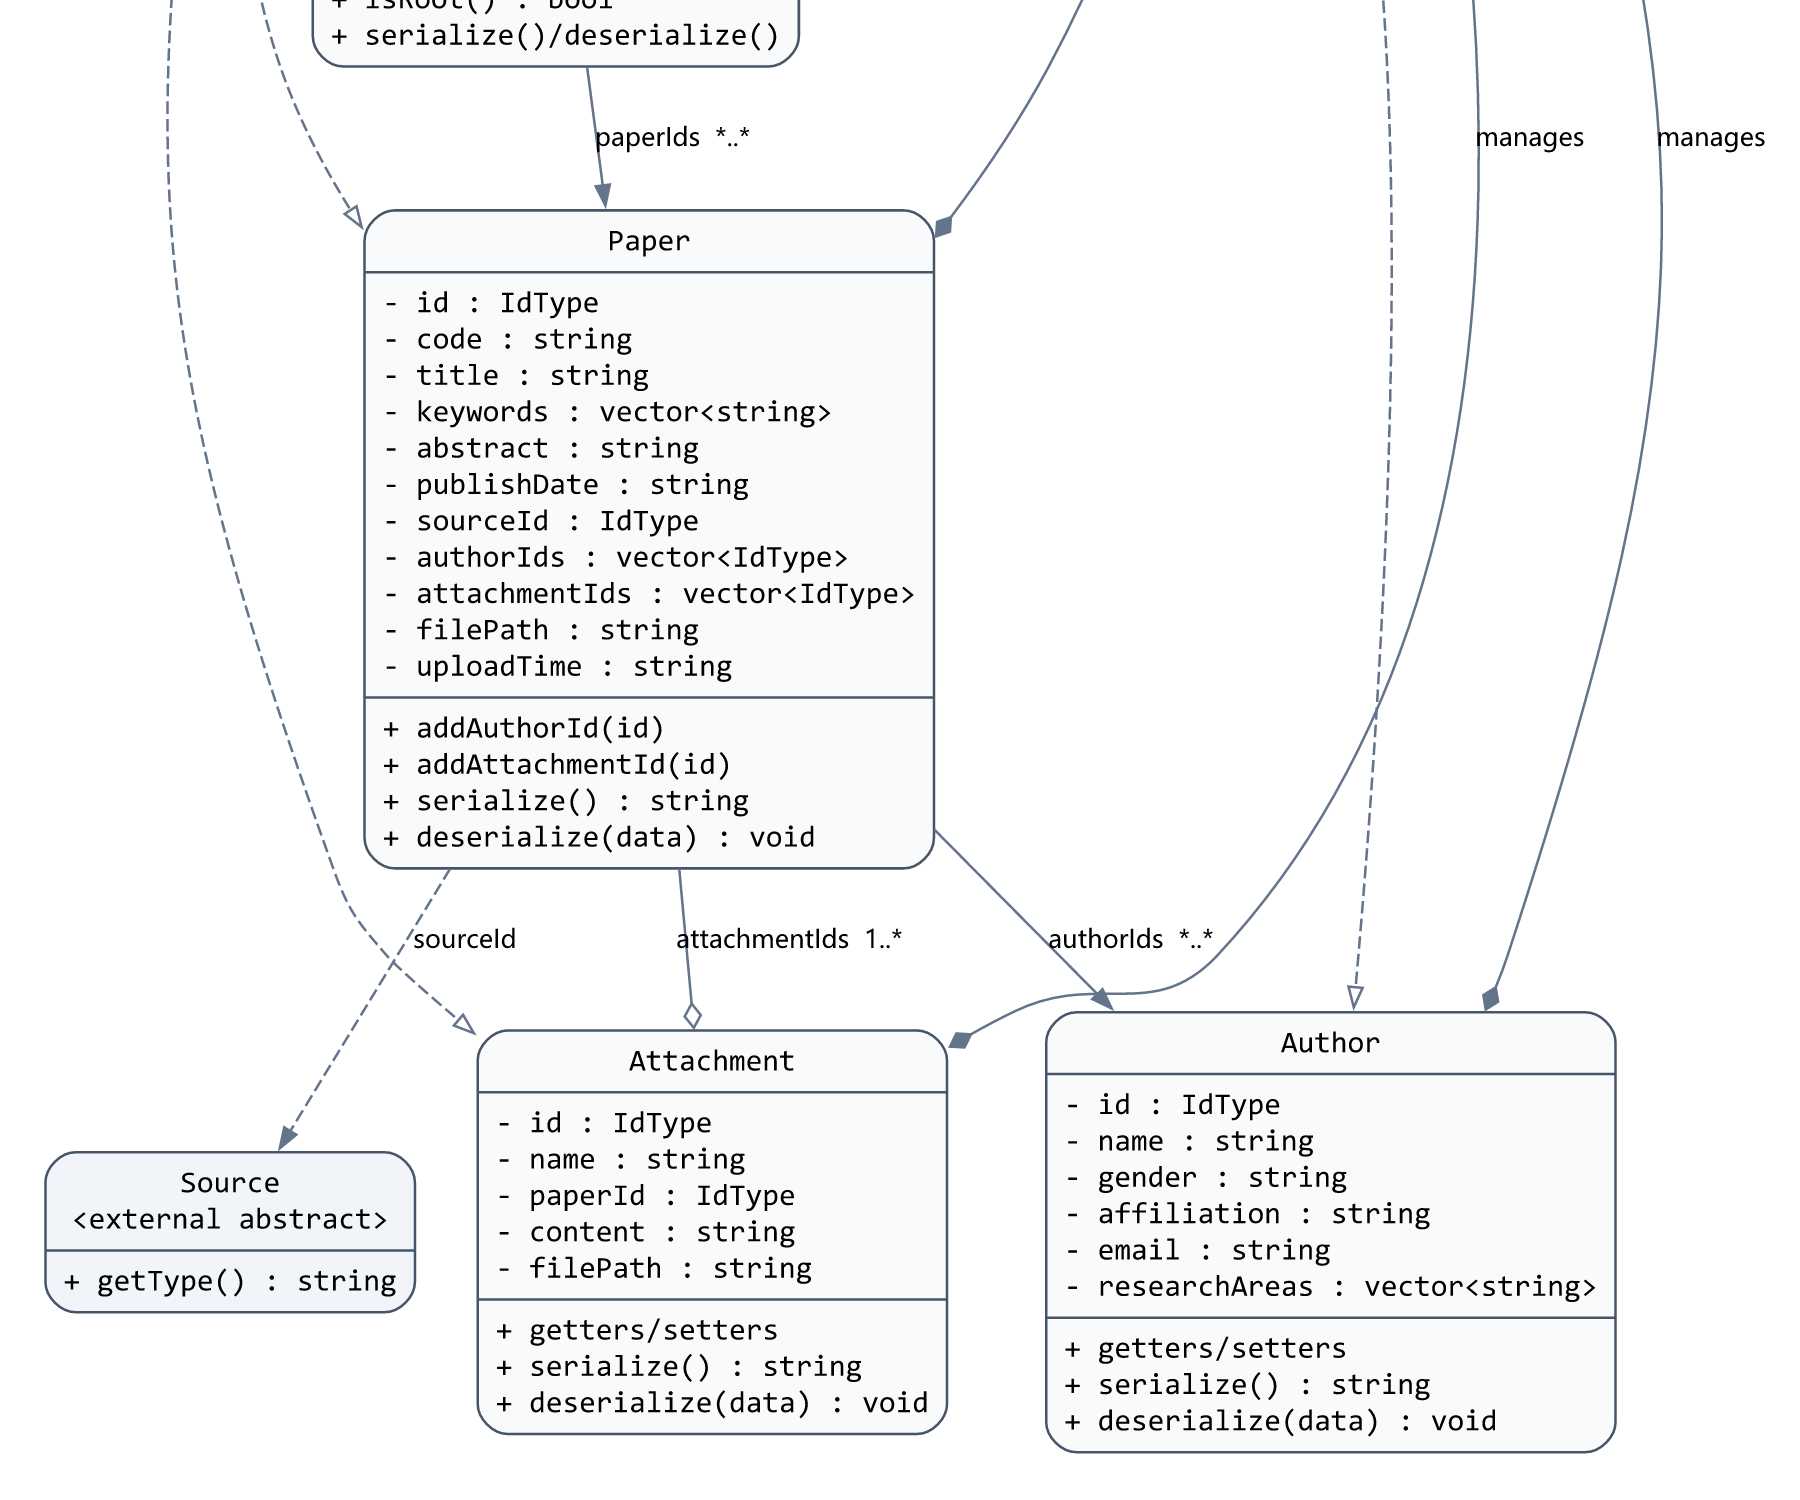 + isRoot() : bool
+ serialize()/deserialize()
paperIds *..*
manages
manages
Paper
- id : IdType
- code : string
- title : string
- keywords : vector<string>
- abstract : string
- publishDate : string
- sourceId : IdType
- authorIds : vector<IdType>
- attachmentIds : vector<IdType>
- filePath : string
- uploadTime : string
+ addAuthorId(id)
+ addAttachmentId(id)
+ serialize() : string
+ deserialize(data) : void
sourceId
attachmentIds 1..*
authorIds *..*
Source
<external abstract>
+ getType() : string
Attachment
- id : IdType
- name : string
- paperId : IdType
- content : string
- filePath : string
+ getters/setters
+ serialize() : string
+ deserialize(data) : void
Author
- id : IdType
- name : string
- gender : string
- affiliation : string
- email : string
- researchAreas : vector<string>
+ getters/setters
+ serialize() : string
+ deserialize(data) : void